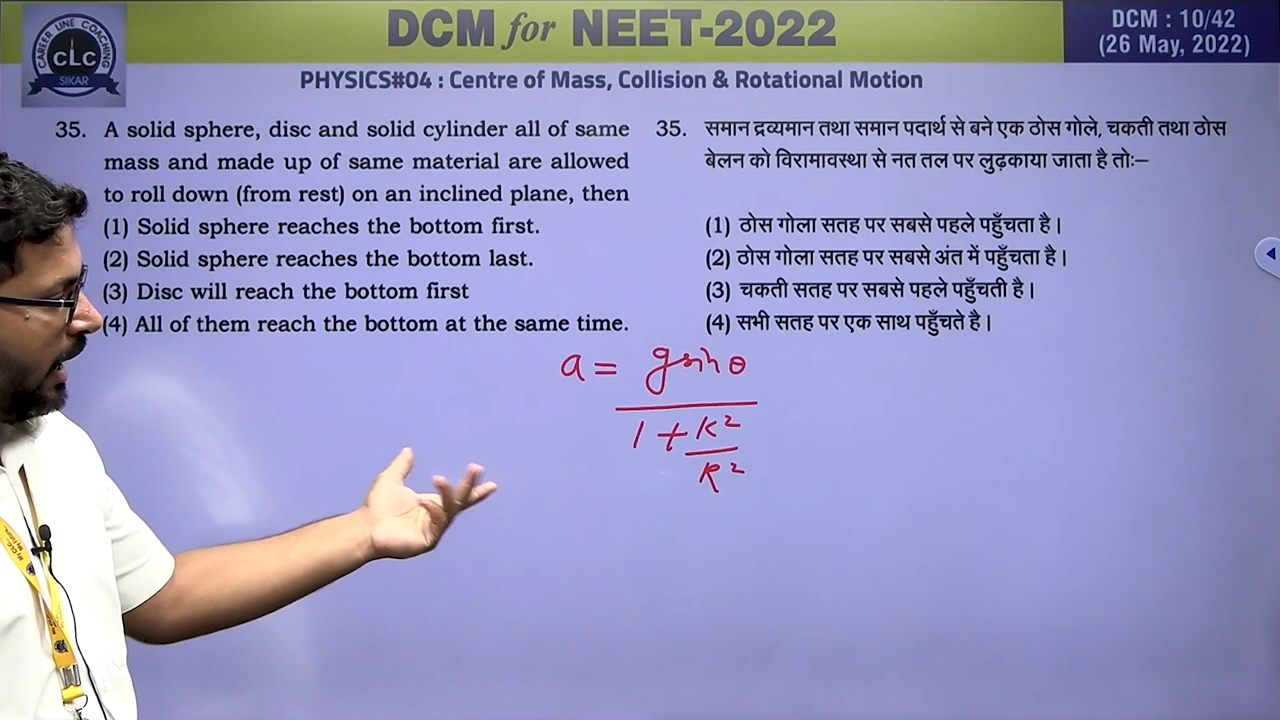 CAREER LINE COACHING
CLC
SIKAR
DCM for NEET-2022
DCM : 10/42
(26 May, 2022)
PHYSICS#04 : Centre of Mass, Collision & Rotational Motion
35. A solid sphere, disc and solid cylinder all of same
mass and made up of same material are allowed
to roll down (from rest) on an inclined plane, then
(1) Solid sphere reaches the bottom first.
(2) Solid sphere reaches the bottom last.
(3) Disc will reach the bottom first
(4) All of them reach the bottom at the same time.
35. समान द्रव्यमान तथा समान पदार्थ से बने एक ठोस गोले, चकती तथा ठोस
बेलन को विरामावस्था से नत तल पर लुढ़काया जाता है तोः–
(1) ठोस गोला सतह पर सबसे पहले पहुँचता है।
(2) ठोस गोला सतह पर सबसे अंत में पहुँचता है।
(3) चकती सतह पर सबसे पहले पहुँचती है।
(4) सभी सतह पर एक साथ पहुँचते है।
a = g sin θ
1 + K²
R²